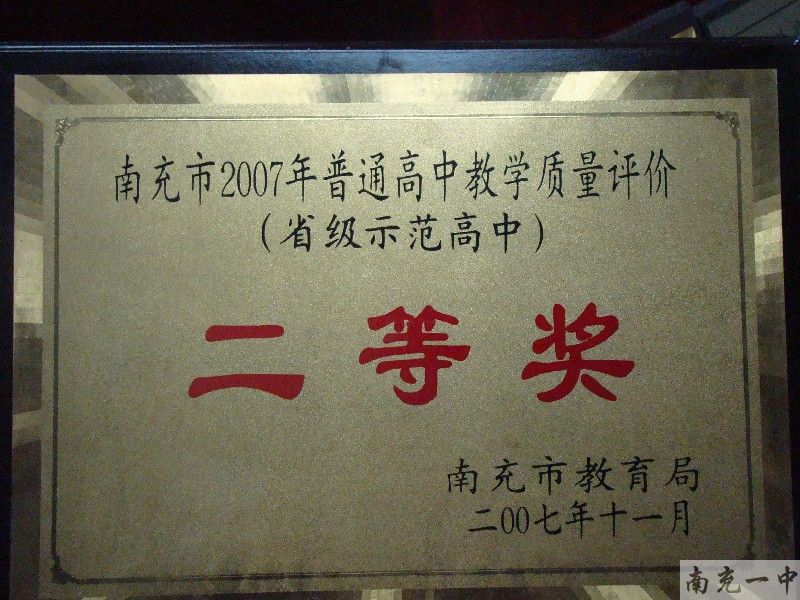 南充市2007年普通高中教学质量评价
（省级示范高中）
二等奖
南充市教育局
二00七年十一月
南充一中